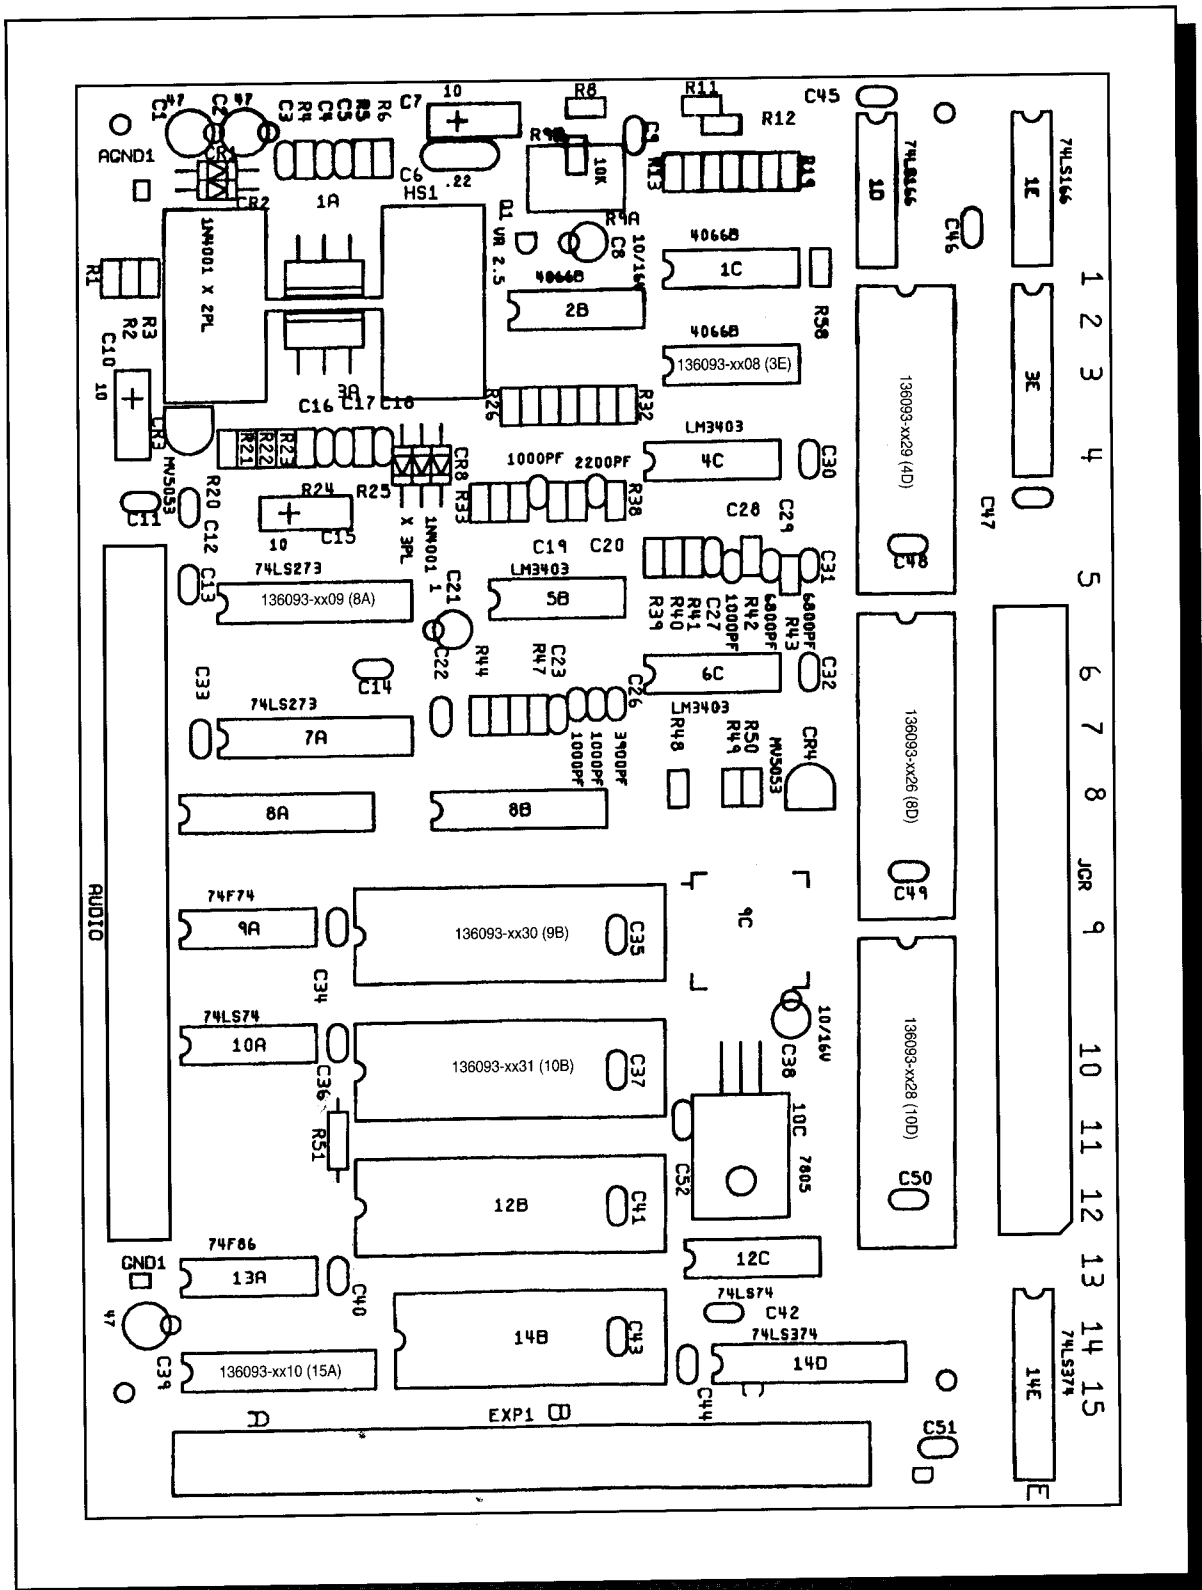 C1
47
C2
47
C3
R4
C4
C5
R5
R6
C7
10
R8
R11
R12
C45
AGND1
CR1
CR2
1A
C6
.22
HS1
C9
10K
R13
R9A
74LS166
1D
74LS166
1E
C46
1N4001 X 2PL
Q1
VR 2.5
C8
10/16V
4066B
1C
4066B
2B
R58
R1
R2
R3
C10
10
4066B
136093-xx08 (3E)
136093-xx29 (4D)
3E
1
2
3
4
5
6
7
8
JCR
9
10
11
12
13
14
15
3A
C16
C17
C18
R26
R32
CR3
MV5053
R21
R22
R23
CR8
1N4001
X 3PL
LM3403
4C
C30
1000PF
2200PF
R33
R38
C11
R20
C12
R24
R25
10
C15
C19
C20
C28
C29
C31
C47
C48
74LS273
136093-xx09 (8A)
C13
1
C21
LM3403
5B
R39
R40
R41
C27
1000PF
R42
6800PF
R43
6800PF
C14
C22
R44
R47
C23
C26
6C
LM3403
C32
C33
74LS273
7A
1000PF
1000PF
3900PF
R48
R49
R50
MV5053
CR4
136093-xx26 (8D)
8A
8B
C49
AUDIO
74F74
9A
136093-xx30 (9B)
C35
9C
C34
74LS74
10A
C36
136093-xx31 (10B)
C37
C38
10/16V
136093-xx28 (10D)
R51
10C
7805
C52
12B
C41
C50
GND1
74F86
13A
C40
12C
74LS74
C42
47
C39
14B
C43
74LS374
14D
74LS374
14E
136093-xx10 (15A)
C44
A
EXP1
B
C
C51
D
E